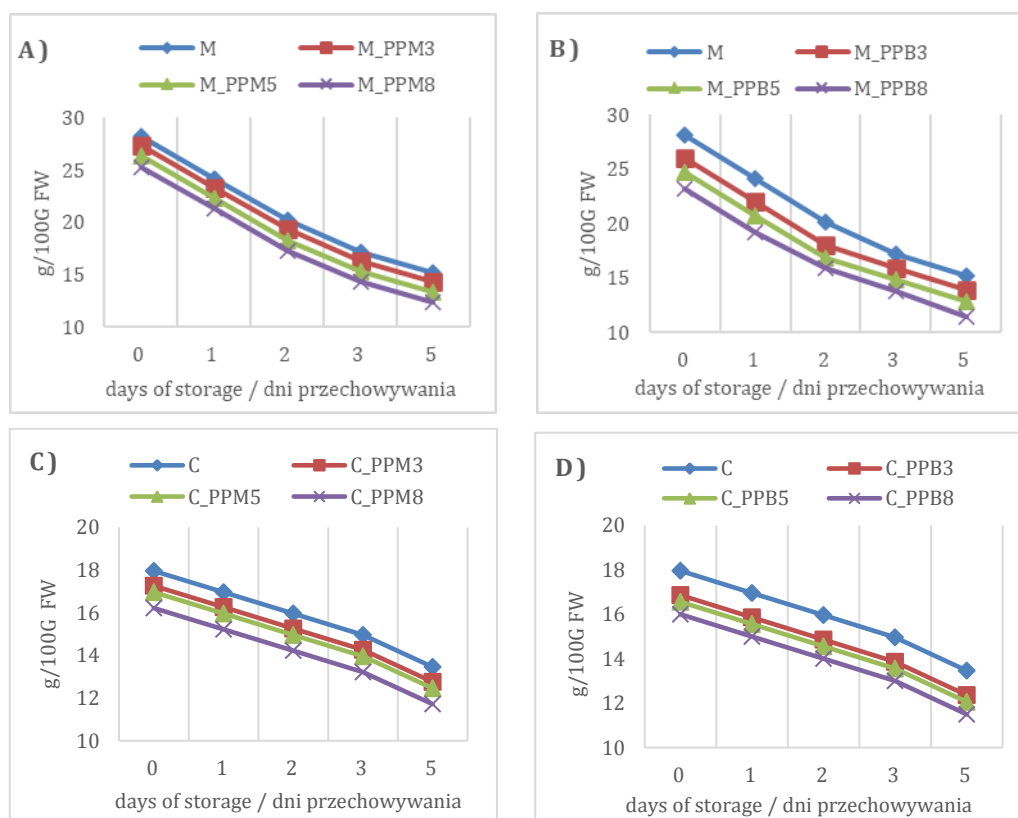 A)
M M_PPM3
M_PPM5 M_PPM8
30
25
20
15
10
g/100G FW
0 1 2 3 5
days of storage / dni przechowywania
B)
M M_PPB3
M_PPB5 M_PPB8
30
25
20
15
10
g/100G FW
0 1 2 3 5
days of storage / dni przechowywania
C)
C C_PPM3
C_PPM5 C_PPM8
20
18
16
14
12
10
g/100G FW
0 1 2 3 5
days of storage / dni przechowywania
D)
C C_PPB3
C_PPB5 C_PPB8
20
18
16
14
12
10
g/100G FW
0 1 2 3 5
days of storage / dni przechowywania